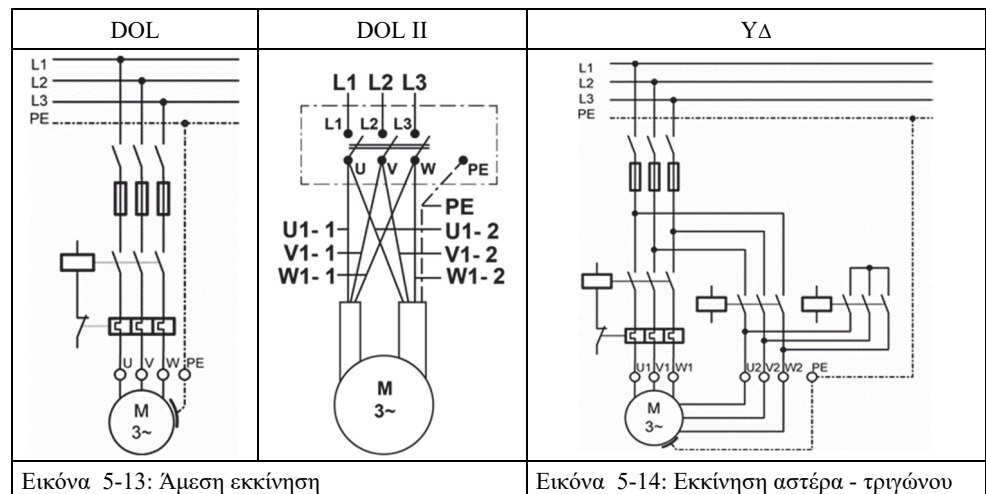 DOL
DOL II
ΥΔ
L1
L2
L3
PE
U V W PE
M
3~
L1 L2 L3
L1 L2 L3
U V W PE
PE
U1- 1 U1- 2
V1- 1 V1- 2
W1- 1 W1- 2
M
3~
L1
L2
L3
PE
U1 V1 W1 U2 V2 W2 PE
M
3~
Εικόνα 5-13: Άμεση εκκίνηση
Εικόνα 5-14: Εκκίνηση αστέρα - τριγώνου